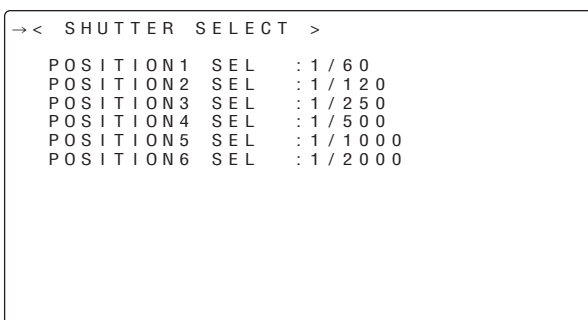 →< SHUTTER SELECT >
POSITION1 SEL :1/60
POSITION2 SEL :1/120
POSITION3 SEL :1/250
POSITION4 SEL :1/500
POSITION5 SEL :1/1000
POSITION6 SEL :1/2000